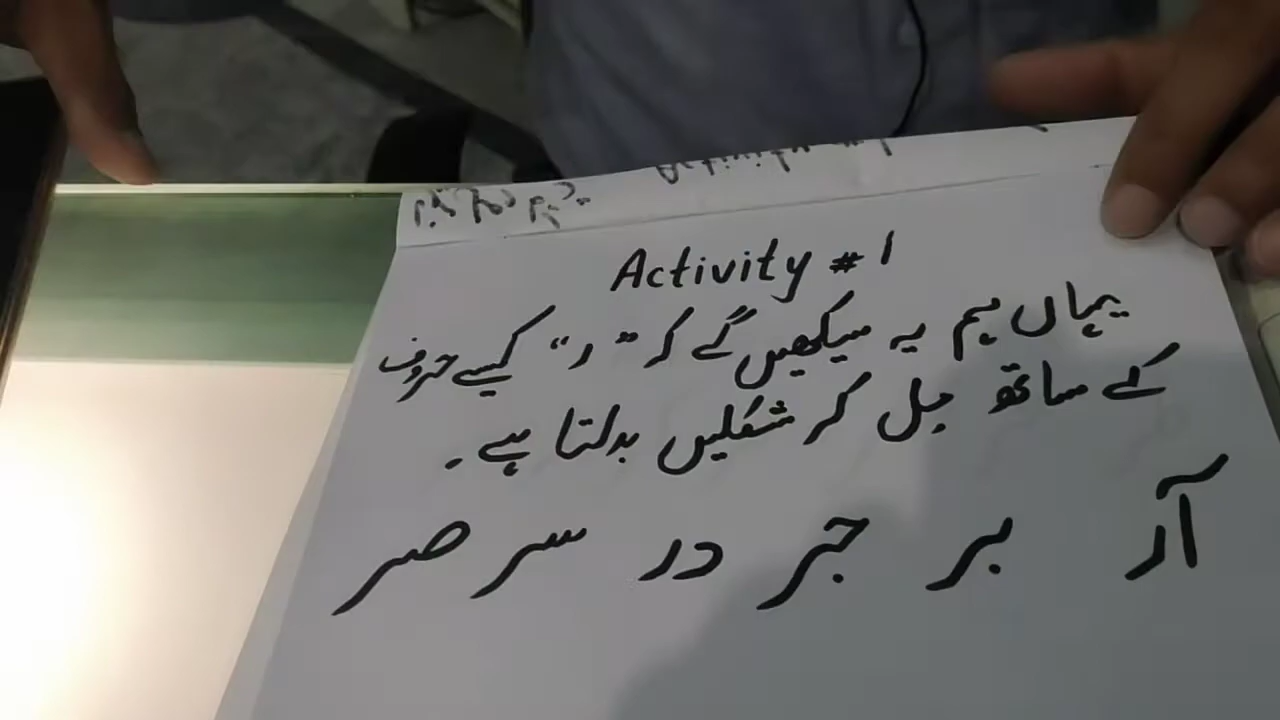 Activity # 1
یہاں ہم یہ سیکھیں گے کہ "ر" کیسے حروف
کے ساتھ مل کر شکلیں بدلتا ہے۔
آر بر جر در سر صر